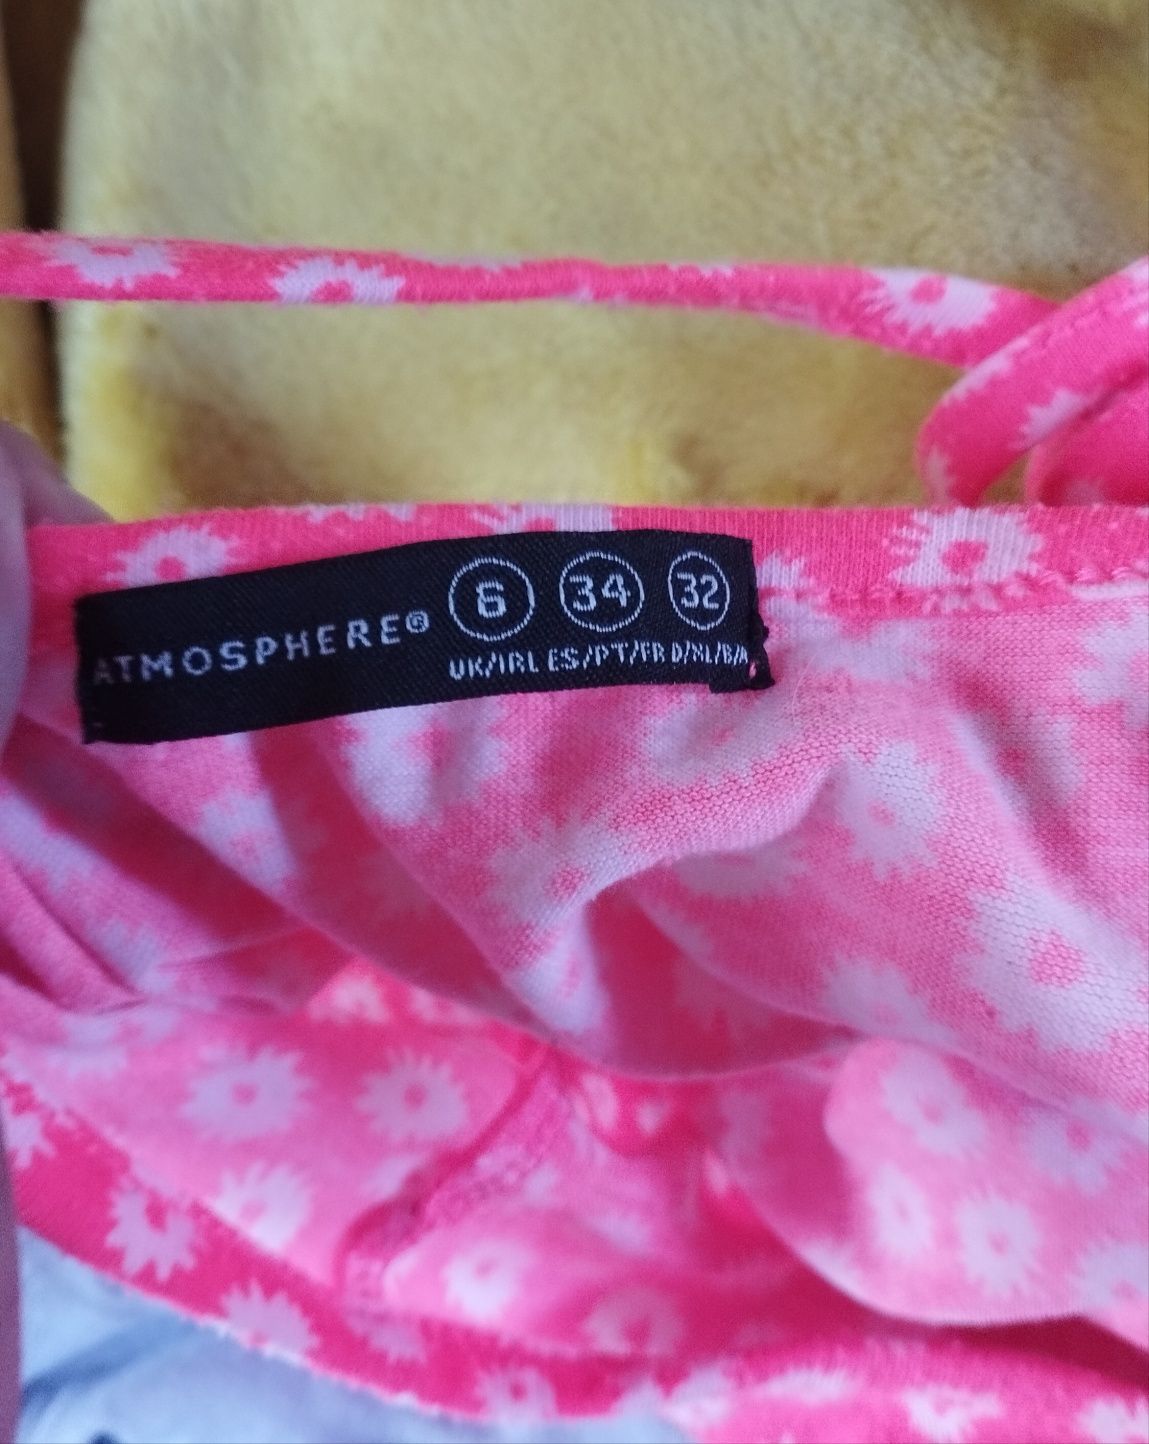 ATMOSPHERE® 6 34 32
UK/IRL ES/PT/FR D/NL/B/A